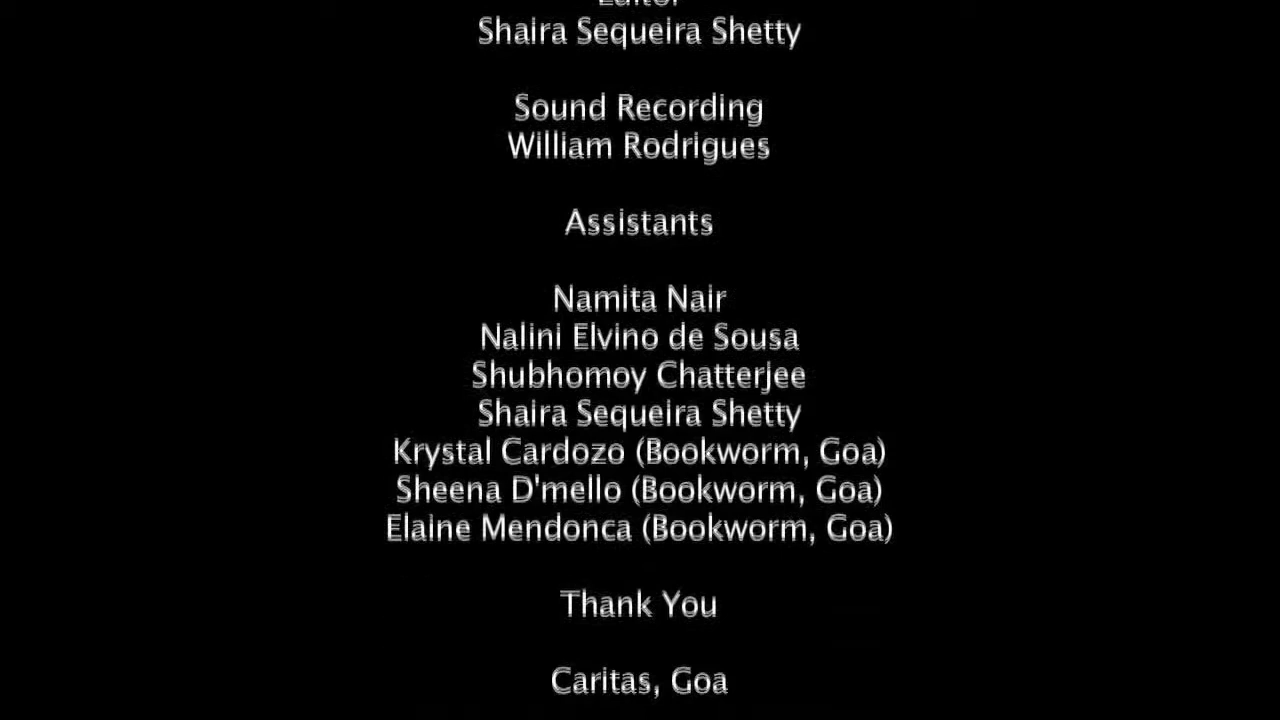 Editor
Shaira Sequeira Shetty
Sound Recording
William Rodrigues
Assistants
Namita Nair
Nalini Elvino de Sousa
Shubhomoy Chatterjee
Shaira Sequeira Shetty
Krystal Cardozo (Bookworm, Goa)
Sheena D'mello (Bookworm, Goa)
Elaine Mendonca (Bookworm, Goa)
Thank You
Caritas, Goa